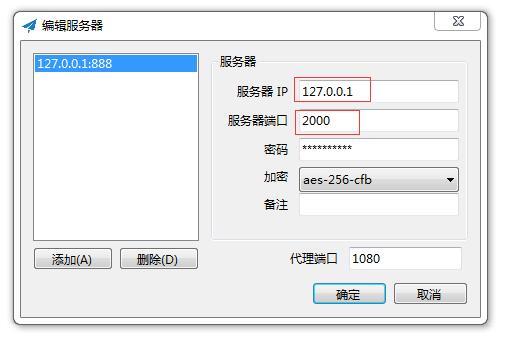 编辑服务器
127.0.0.1:888
服务器
服务器 IP 127.0.0.1
服务器端口 2000
密码 **********
加密 aes-256-cfb
备注
添加(A) 删除(D)
代理端口 1080
确定 取消